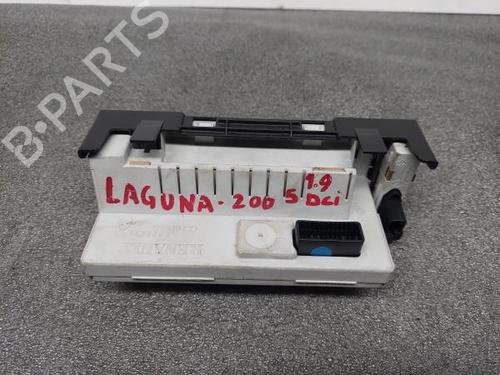 B-PARTS
LAGUNA-2005 1.9
DCi
RENAULT